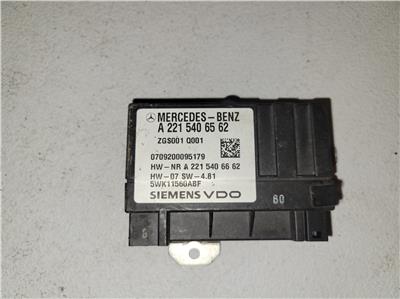 MERCEDES-BENZ
A 221 540 65 62
ZGS001 Q001
0709200095179
HW-NR A 221 540 66 62
HW-07 SW-4.81
5WK11560ABF
SIEMENS VDO
80